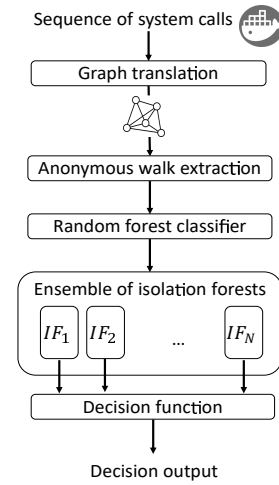 Sequence of system calls
Graph translation
Anonymous walk extraction
Random forest classifier
Ensemble of isolation forests
IF₁ IF₂ ... IF_N
Decision function
Decision output